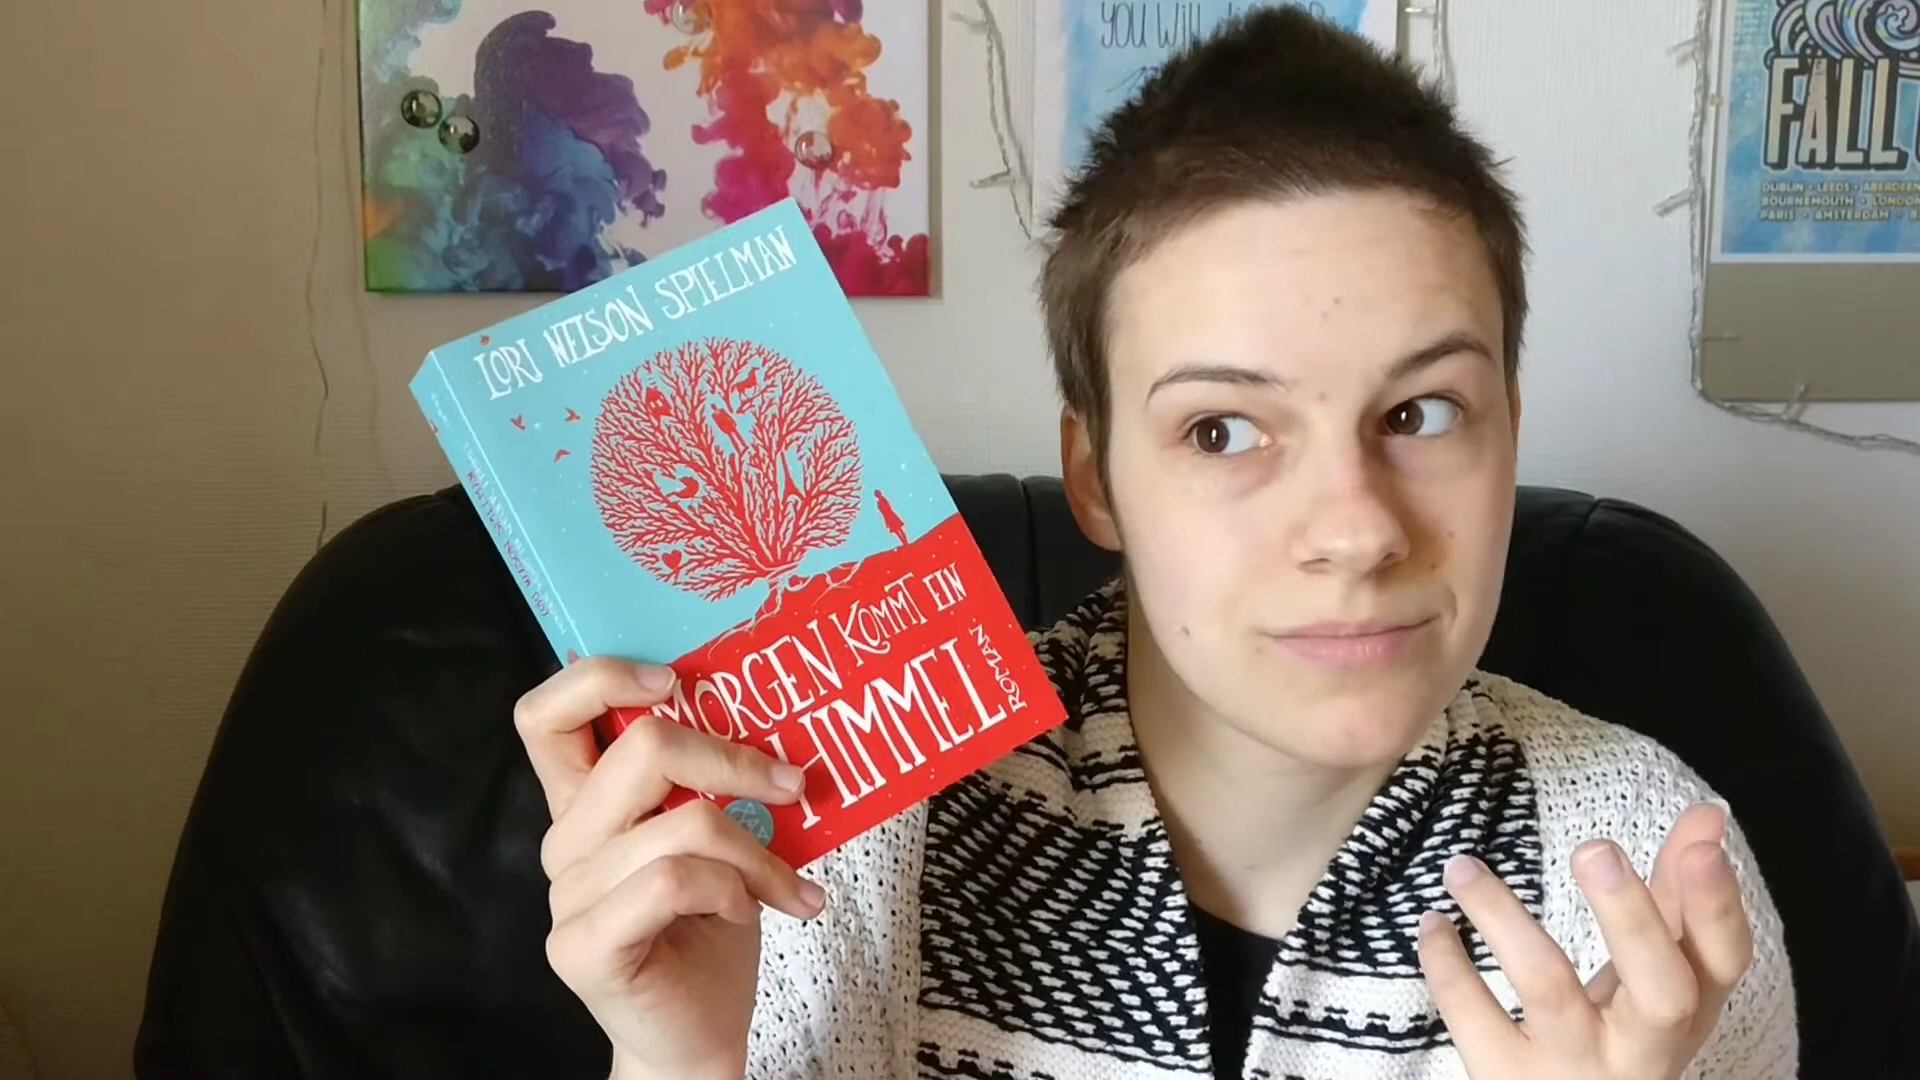 YOU WILL
FALL
DUBLIN • LEEDS • ABERDEEN
BOURNEMOUTH • LONDON
PARIS • AMSTERDAM • B
LORI NELSON SPIELMAN
MORGEN KOMMT EIN
HIMMEL
ROMAN